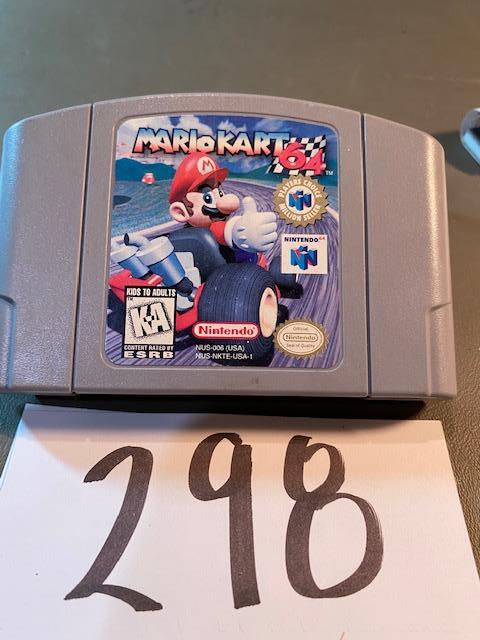 MARIO KART
64
TM
PLAYERS CHOICE
MILLION SELLER
NINTENDO 64
KIDS TO ADULTS
K-A
CONTENT RATED BY
ESRB
Nintendo
NUS-006 (USA)
NUS-NKTE-USA-1
Official
Nintendo
Seal of Quality
298